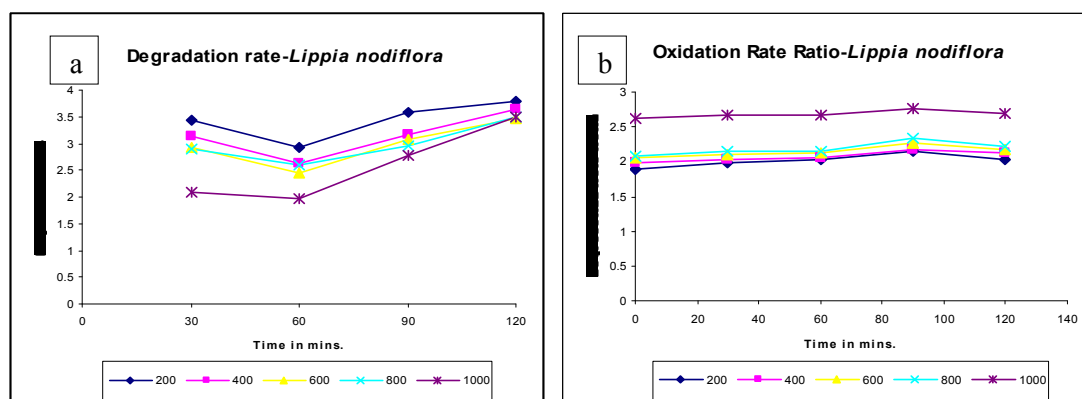 a
Degradation rate-Lippia nodiflora
4
3.5
3
2.5
2
1.5
1
0.5
0
0 30 60 90 120
Time in mins.
200 400 600 800 1000
b
Oxidation Rate Ratio-Lippia nodiflora
3
2.5
2
1.5
1
0.5
0
0 20 40 60 80 100 120 140
Time in mins.
200 400 600 800 1000